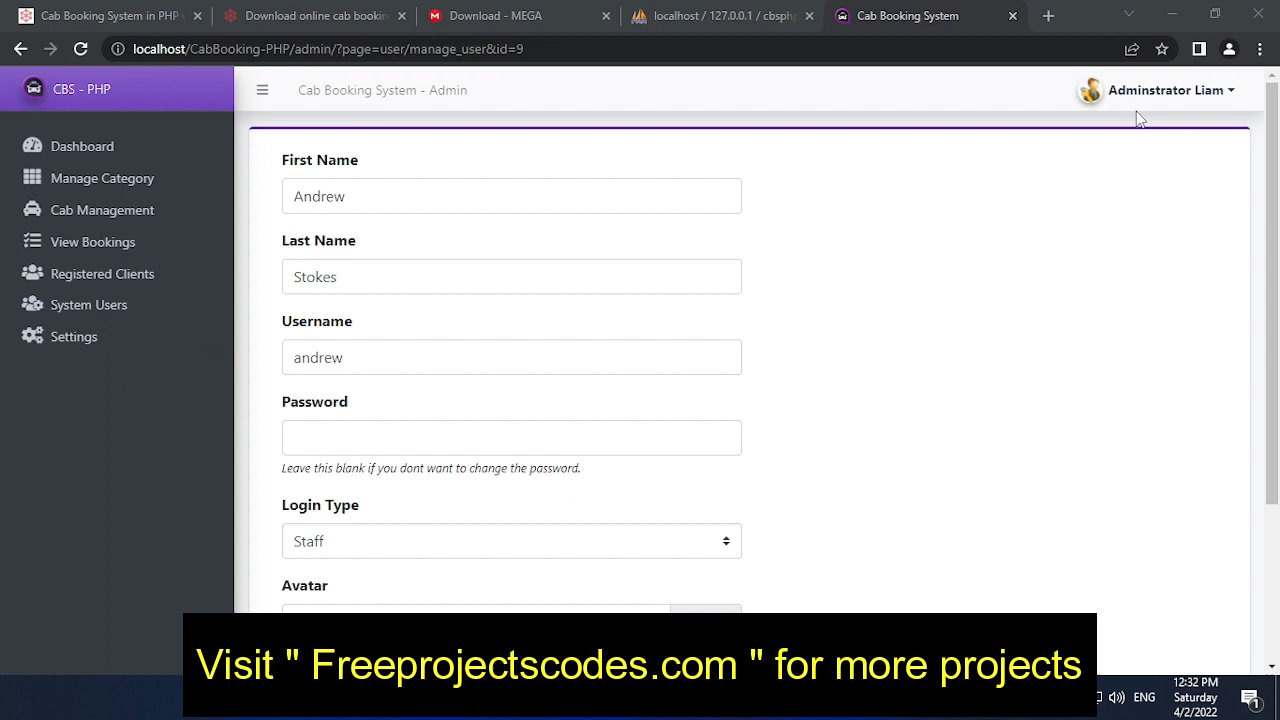 Cab Booking System in PHP
Download online cab bookin
Download - MEGA
localhost / 127.0.0.1 / cbsphp
Cab Booking System
localhost/CabBooking-PHP/admin/?page=user/manage_user&id=9
CBS - PHP
Cab Booking System - Admin
Adminstrator Liam
Dashboard
Manage Category
Cab Management
View Bookings
Registered Clients
System Users
Settings
First Name
Andrew
Last Name
Stokes
Username
andrew
Password
Leave this blank if you dont want to change the password.
Login Type
Staff
Avatar
Visit " Freeprojectscodes.com " for more projects
ENG
12:32 PM
Saturday
4/2/2022
1